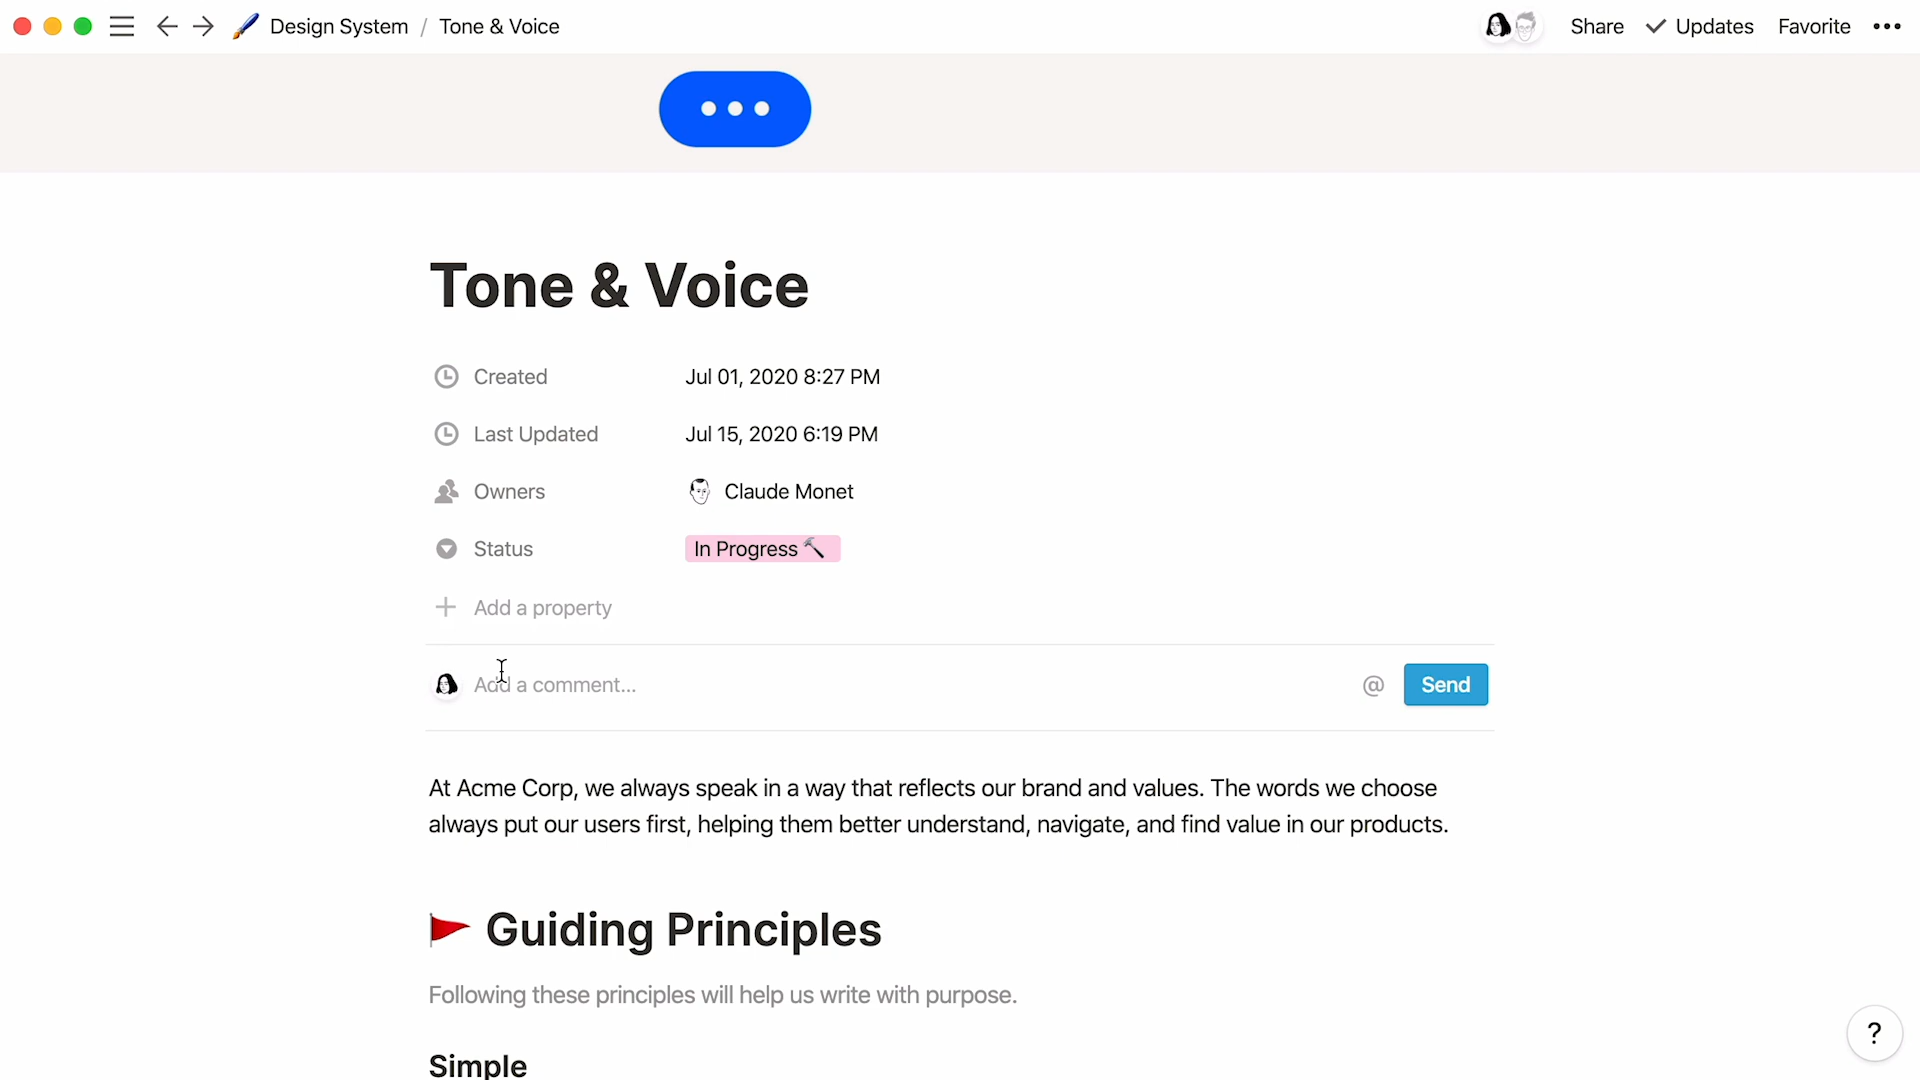 Design System / Tone & Voice
Share Updates Favorite
Tone & Voice
Created Jul 01, 2020 8:27 PM
Last Updated Jul 15, 2020 6:19 PM
Owners Claude Monet
Status In Progress 🔨
Add a property
Add a comment... @ Send
At Acme Corp, we always speak in a way that reflects our brand and values. The words we choose
always put our users first, helping them better understand, navigate, and find value in our products.
🚩 Guiding Principles
Following these principles will help us write with purpose.
?
Simple